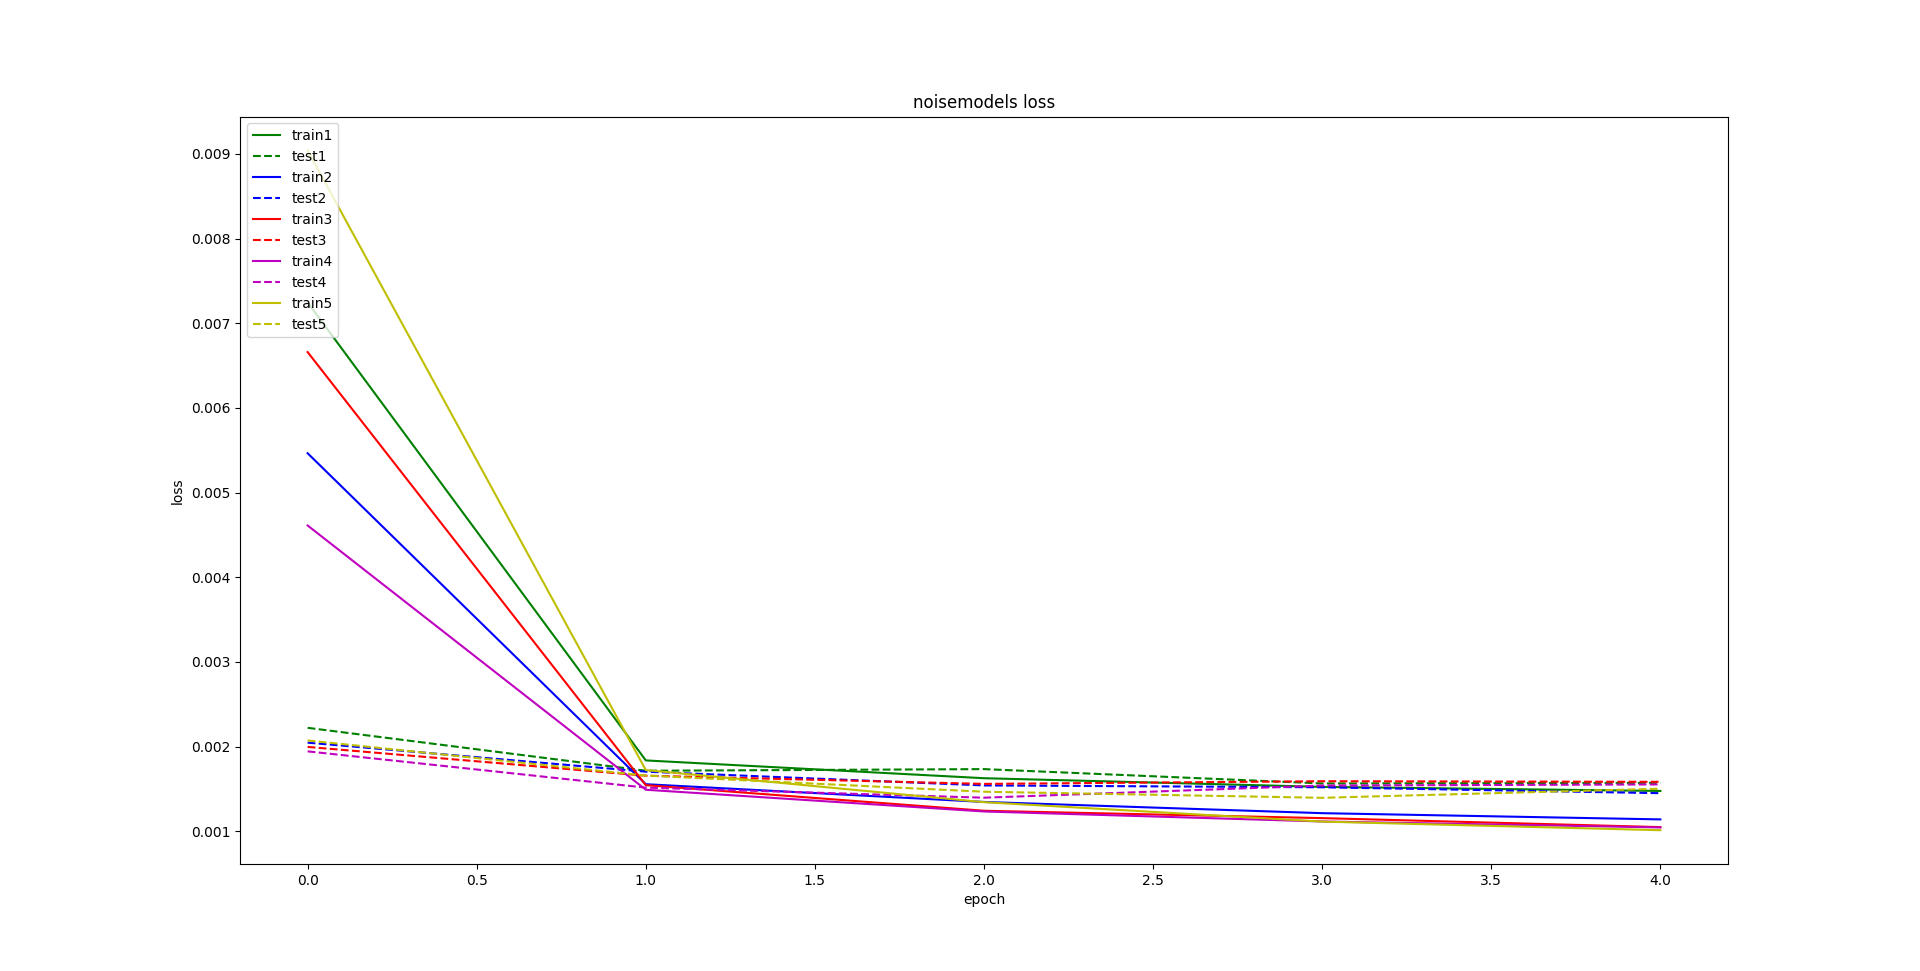 noisemodels loss
train1
test1
train2
test2
train3
test3
train4
test4
train5
test5
0.009
0.008
0.007
0.006
0.005
0.004
0.003
0.002
0.001
loss
0.0 0.5 1.0 1.5 2.0 2.5 3.0 3.5 4.0
epoch